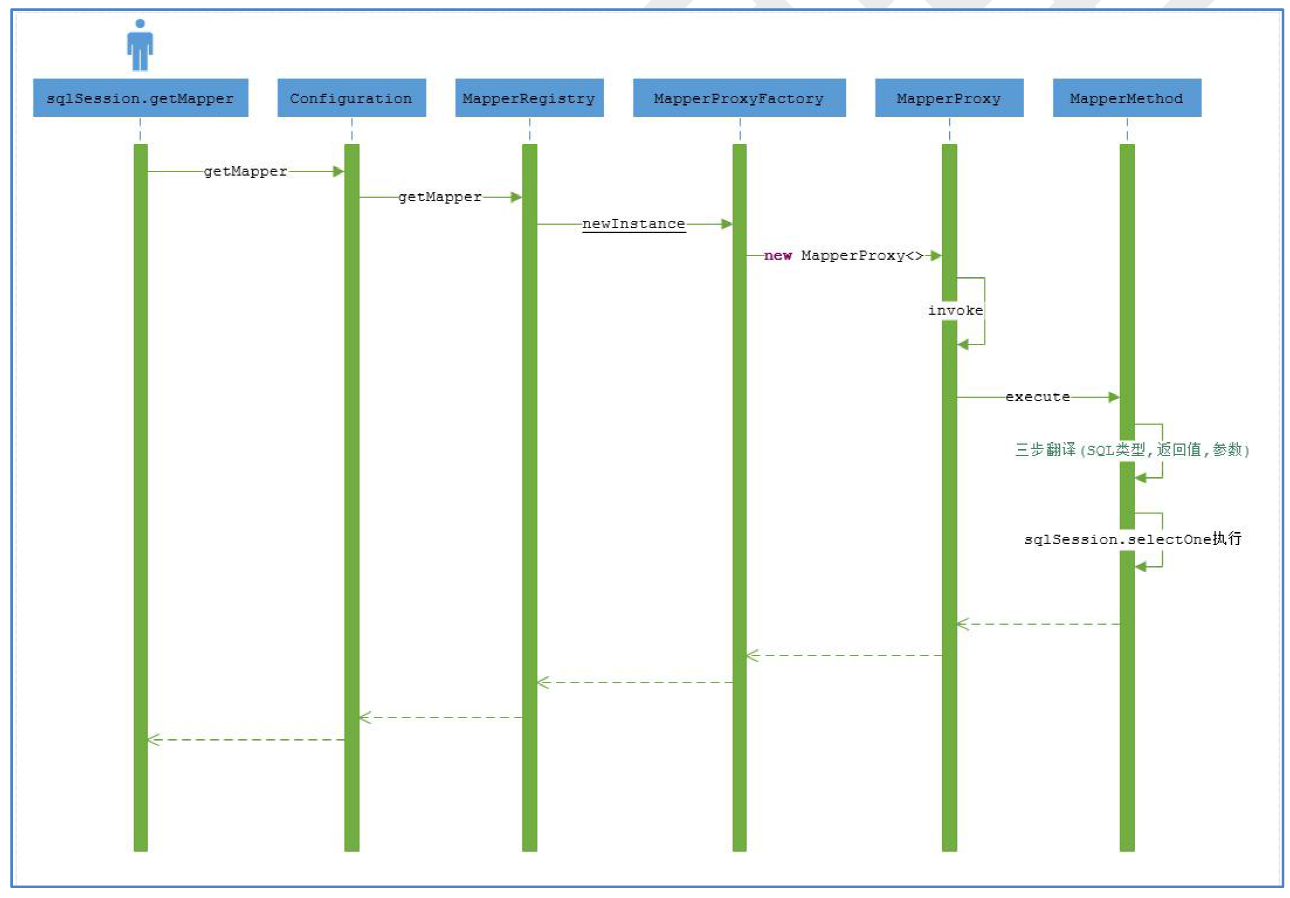 sqlSession.getMapper
Configuration
MapperRegistry
MapperProxyFactory
MapperProxy
MapperMethod
getMapper
getMapper
newInstance
new MapperProxy<>
invoke
execute
三步翻译(SQL类型,返回值,参数)
sqlSession.selectOne执行